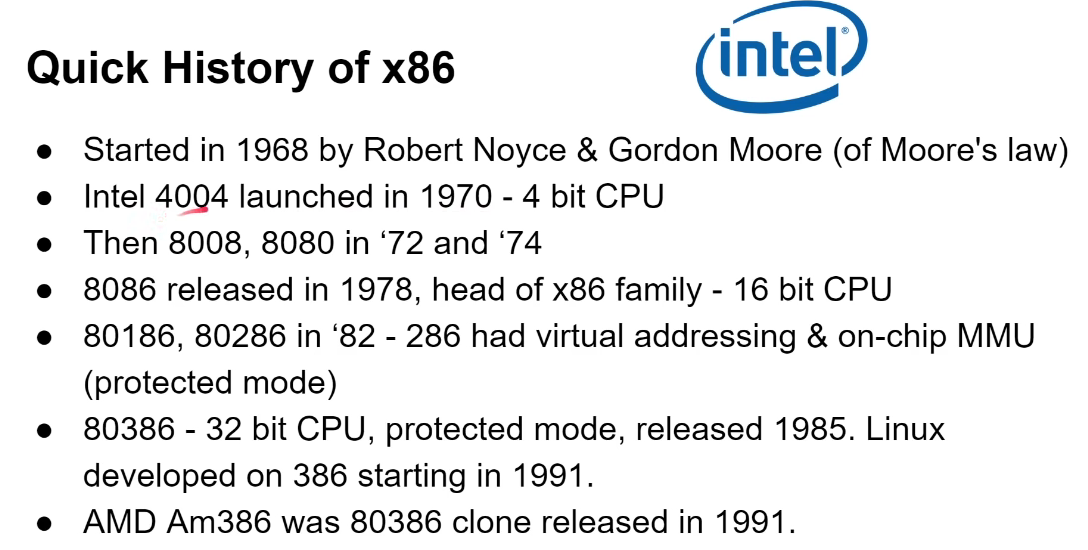 intel®
Quick History of x86
● Started in 1968 by Robert Noyce & Gordon Moore (of Moore's law)
● Intel 4004 launched in 1970 - 4 bit CPU
● Then 8008, 8080 in ‘72 and ‘74
● 8086 released in 1978, head of x86 family - 16 bit CPU
● 80186, 80286 in ‘82 - 286 had virtual addressing & on-chip MMU
(protected mode)
● 80386 - 32 bit CPU, protected mode, released 1985. Linux
developed on 386 starting in 1991.
● AMD Am386 was 80386 clone released in 1991.